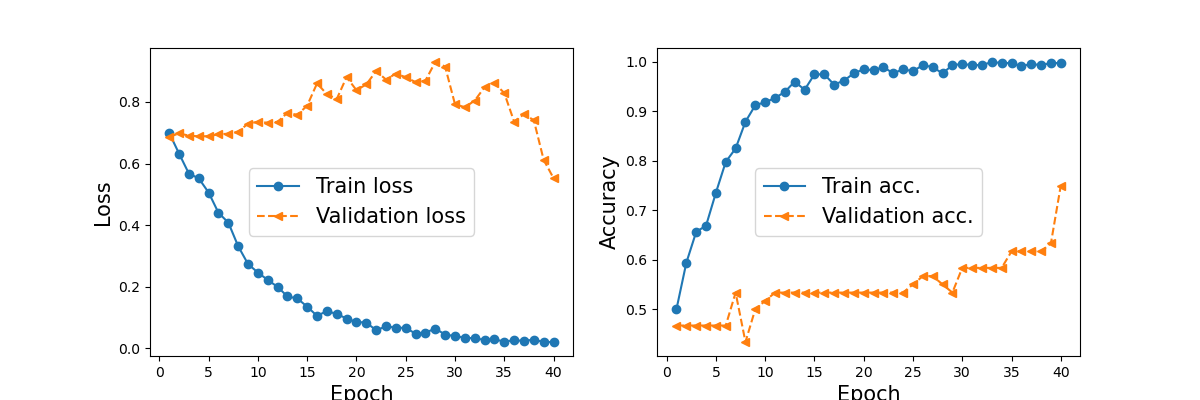 Loss
0.8
0.6
0.4
0.2
0.0
Train loss
Validation loss
0 5 10 15 20 25 30 35 40
Epoch
Accuracy
1.0
0.9
0.8
0.7
0.6
0.5
Train acc.
Validation acc.
0 5 10 15 20 25 30 35 40
Epoch